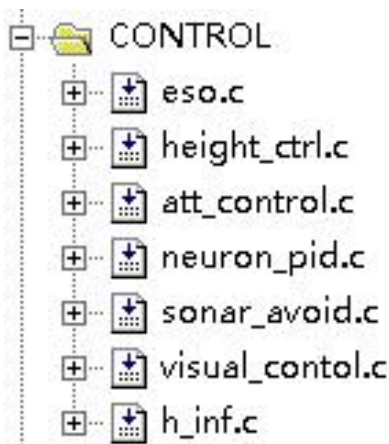 CONTROL
eso.c
height_ctrl.c
att_control.c
neuron_pid.c
sonar_avoid.c
visual_contol.c
h_inf.c